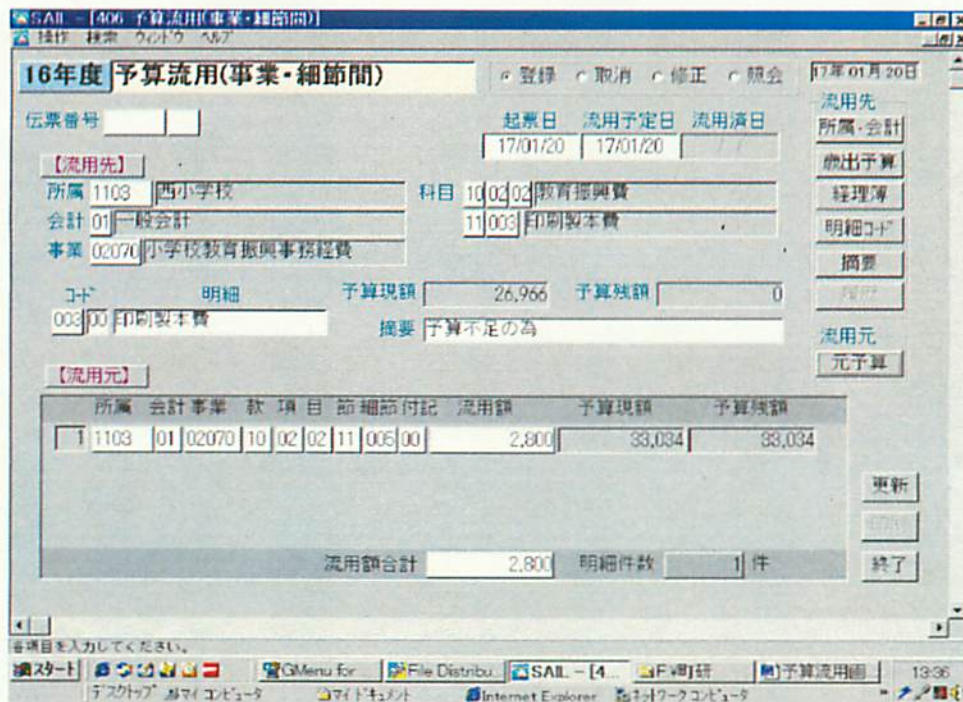 SAIL - [406 予算流用(事業・細節間)]
操作 検索 ウィンドウ ヘルプ
16年度 予算流用(事業・細節間) 登録 取消 修正 照会 17年01月20日
伝票番号 起票日 流用予定日 流用済日 流用先
17/01/20 17/01/20 / / 所属・会計
【流用先】 歳出予算
所属 1103 西小学校 科目 10 02 02 教育振興費 経理簿
会計 01 一般会計 11 003 印刷製本費 明細コード
事業 02070 小学校教育振興事務経費 摘要
コード 明細 予算現額 26,966 予算残額 0
003 00 印刷製本費 摘要 予算不足の為 流用元
【流用元】 元予算
所属 会計 事業 款 項 目 節 細節 付記 流用額 予算現額 予算残額
1 1103 01 02070 10 02 02 11 005 00 2,800 33,034 33,034
更新
流用額合計 2,800 明細件数 1 件 終了
各項目を入力してください。
スタート GMenu for File Distribu... SAIL - [4... 予算流用画 13:36
デスクトップ マイ コンピュータ マイ ドキュメント Internet Explorer ネットワークコンピュータ